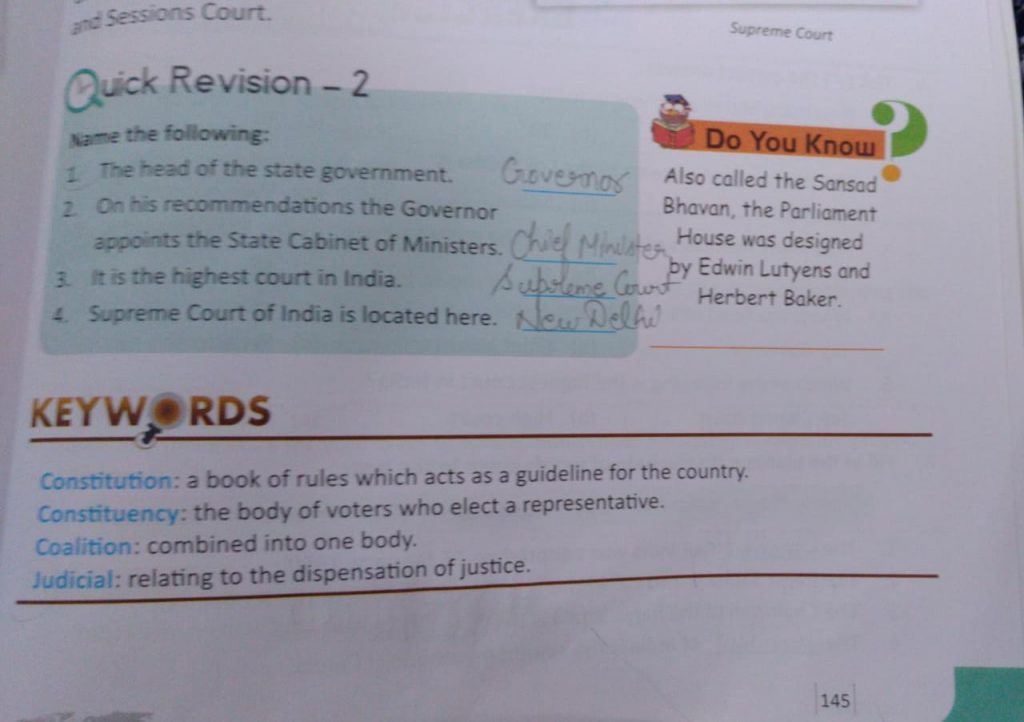 and Sessions Court.
Supreme Court
Quick Revision – 2
Name the following:
1. The head of the state government. Governor
2. On his recommendations the Governor
appoints the State Cabinet of Ministers. Chief Minister
3. It is the highest court in India. Supreme Court
4. Supreme Court of India is located here. New Delhi
Do You Know ?
Also called the Sansad
Bhavan, the Parliament
House was designed
by Edwin Lutyens and
Herbert Baker.
KEYWORDS
Constitution: a book of rules which acts as a guideline for the country.
Constituency: the body of voters who elect a representative.
Coalition: combined into one body.
Judicial: relating to the dispensation of justice.
145